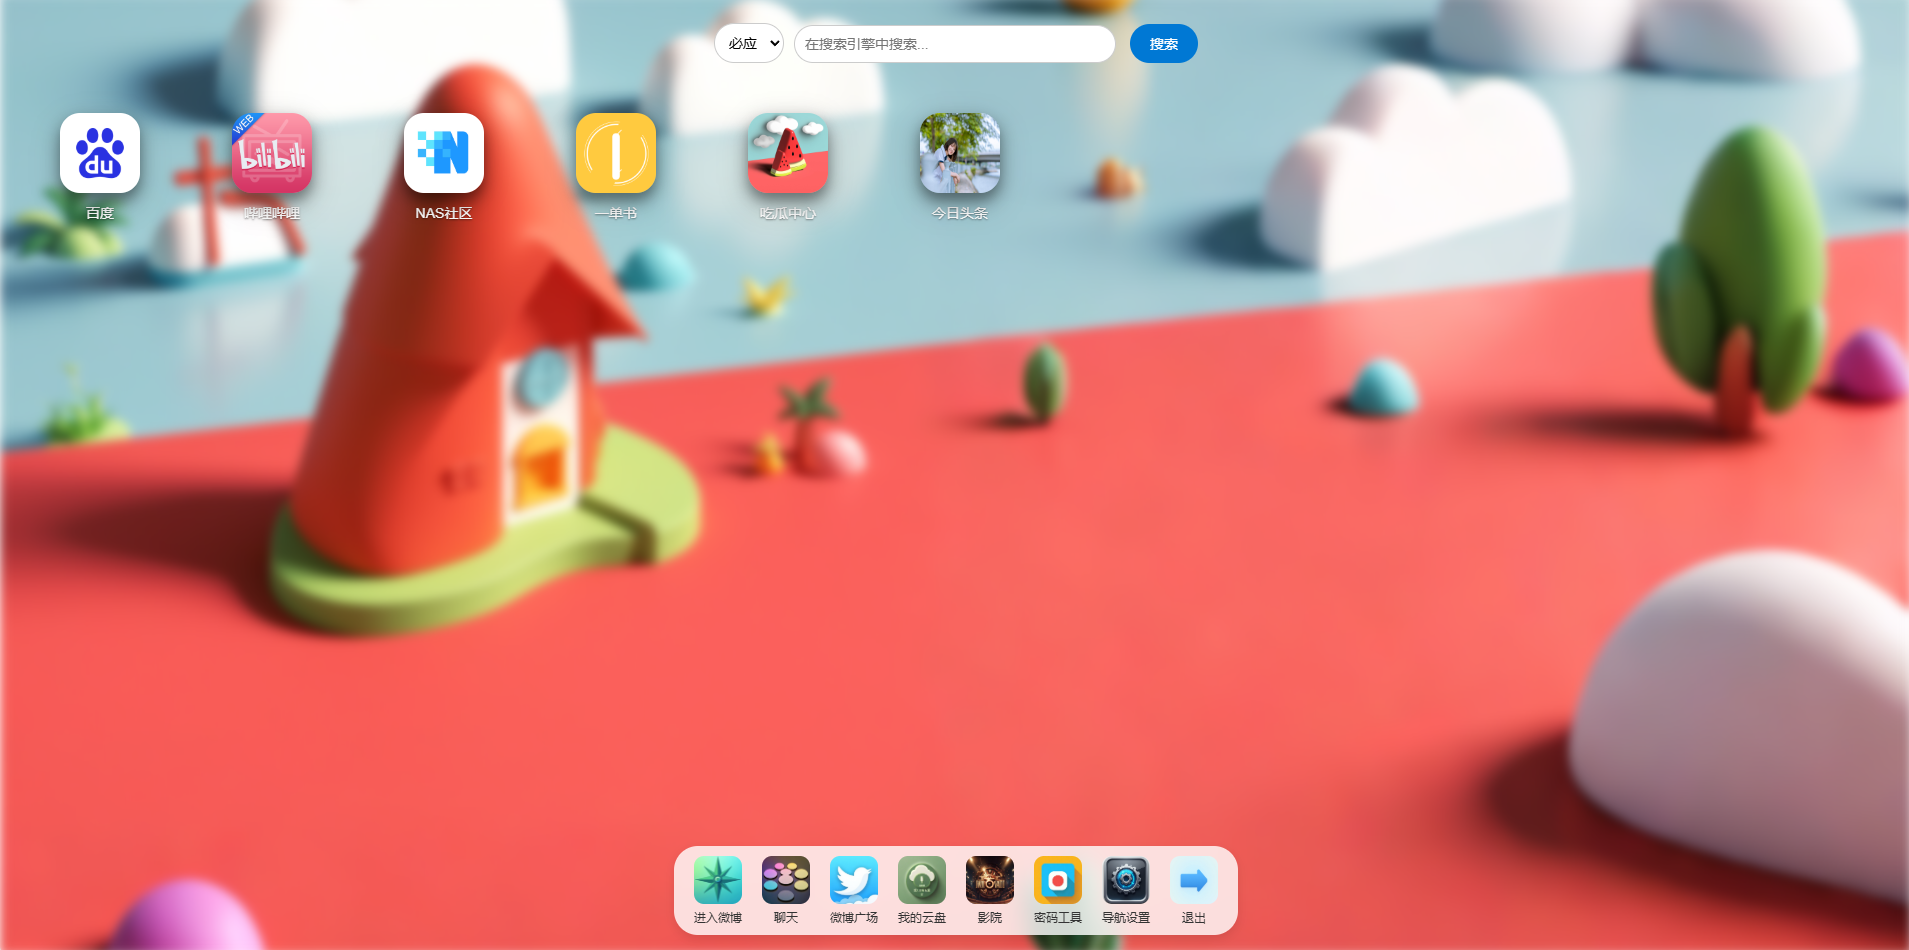 必应
在搜索引擎中搜索...
搜索
du
WEB
bilibili
N
百度
哔哩哔哩
NAS社区
一单书
吃瓜中心
今日头条
进入微博
聊天
微博广场
我的云盘
影院
密码工具
导航设置
退出